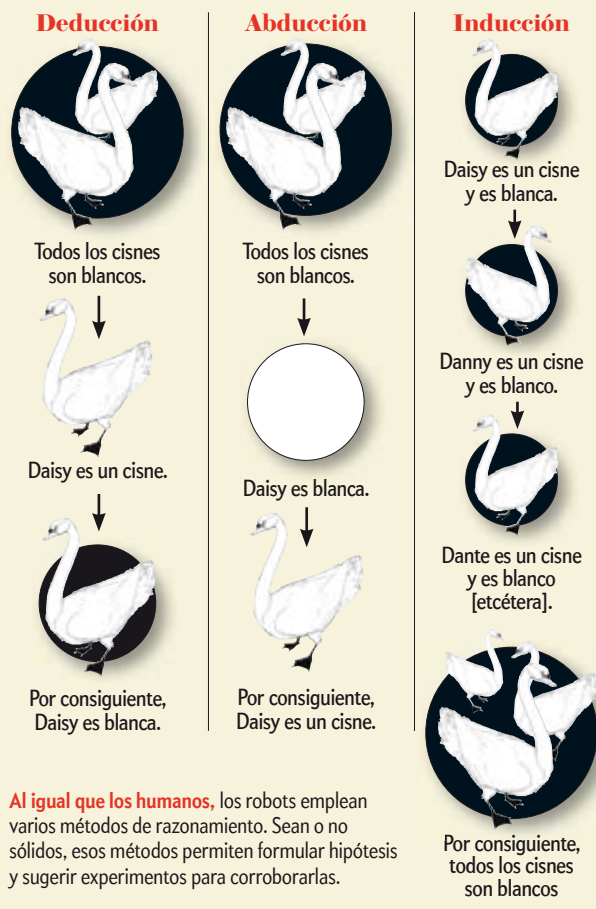 Deducción
Todos los cisnes
son blancos.
Daisy es un cisne.
Por consiguiente,
Daisy es blanca.
Abducción
Todos los cisnes
son blancos.
Daisy es blanca.
Por consiguiente,
Daisy es un cisne.
Inducción
Daisy es un cisne
y es blanca.
Danny es un cisne
y es blanco.
Dante es un cisne
y es blanco
[etcétera].
Por consiguiente,
todos los cisnes
son blancos
Al igual que los humanos, los robots emplean
varios métodos de razonamiento. Sean o no
sólidos, esos métodos permiten formular hipótesis
y sugerir experimentos para corroborarlas.